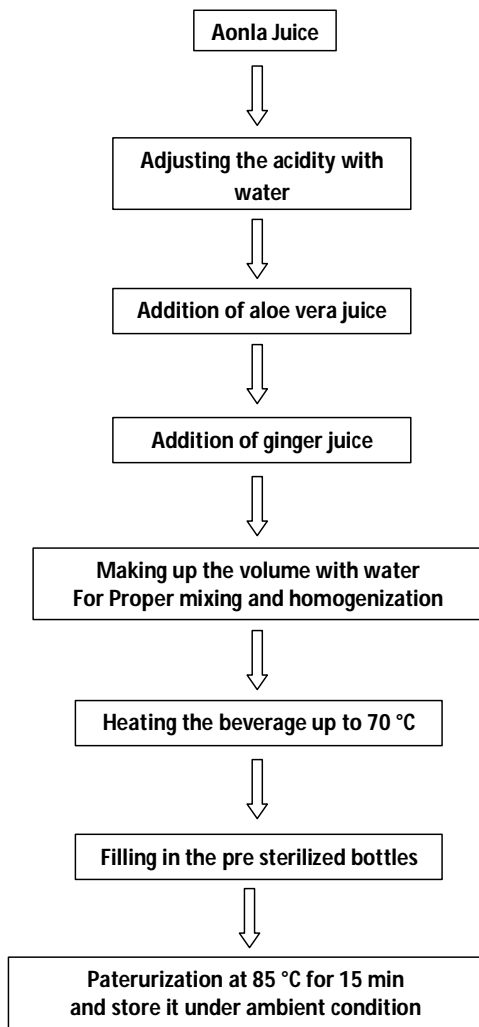 Aonla Juice
Adjusting the acidity with
water
Addition of aloe vera juice
Addition of ginger juice
Making up the volume with water
For Proper mixing and homogenization
Heating the beverage up to 70 °C
Filling in the pre sterilized bottles
Paterurization at 85 °C for 15 min
and store it under ambient condition